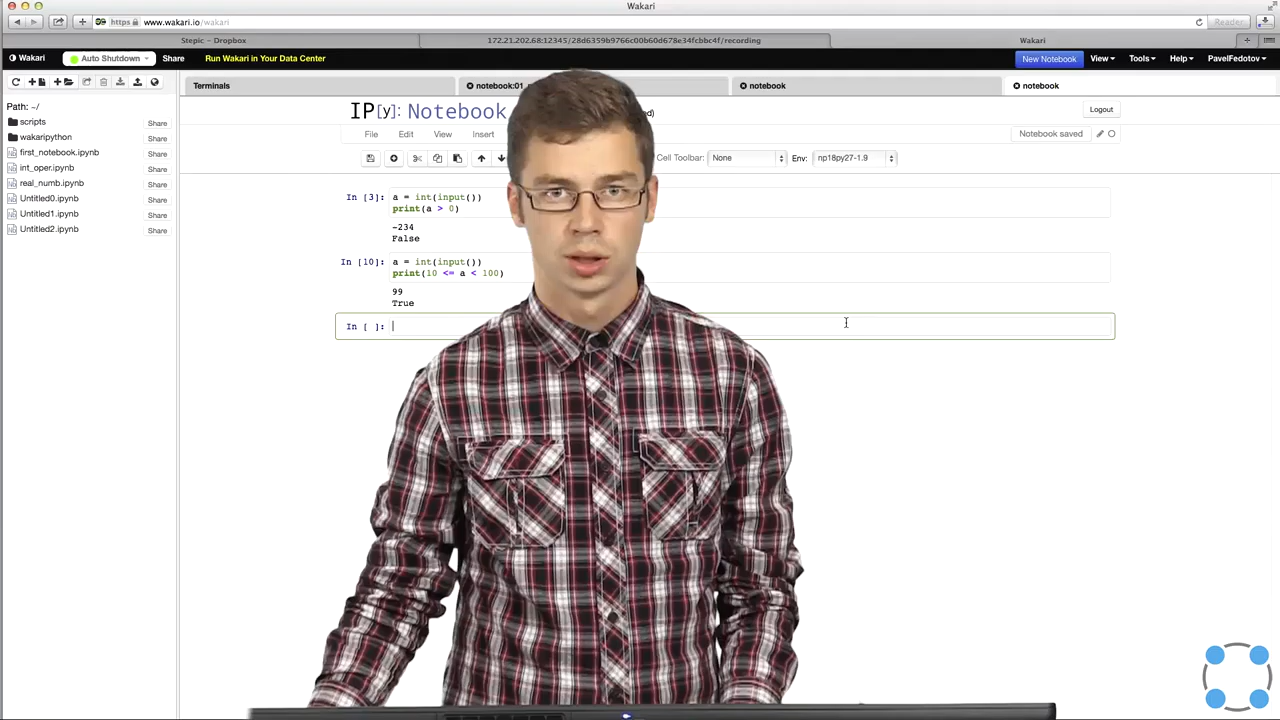 Wakari
https www.wakari.io/wakari
Reader
Stepic – Dropbox
172.21.202.68:12345/28d6359b9766c00b60d678e34fcbbc4f/recording
Wakari
Wakari
Auto Shutdown
Share
Run Wakari in Your Data Center
New Notebook
View
Tools
Help
PavelFedotov
Terminals
notebook:01
notebook
notebook
Path: ~/
scripts Share
wakaripython Share
first_notebook.ipynb Share
int_oper.ipynb Share
real_numb.ipynb Share
Untitled0.ipynb Share
Untitled1.ipynb Share
Untitled2.ipynb Share
IP[y]: Notebook
Logout
File Edit View Insert
Notebook saved
Cell Toolbar: None Env: np18py27-1.9
In [3]: a = int(input())
print(a > 0)
-234
False
In [10]: a = int(input())
print(10 <= a < 100)
99
True
In [ ]: